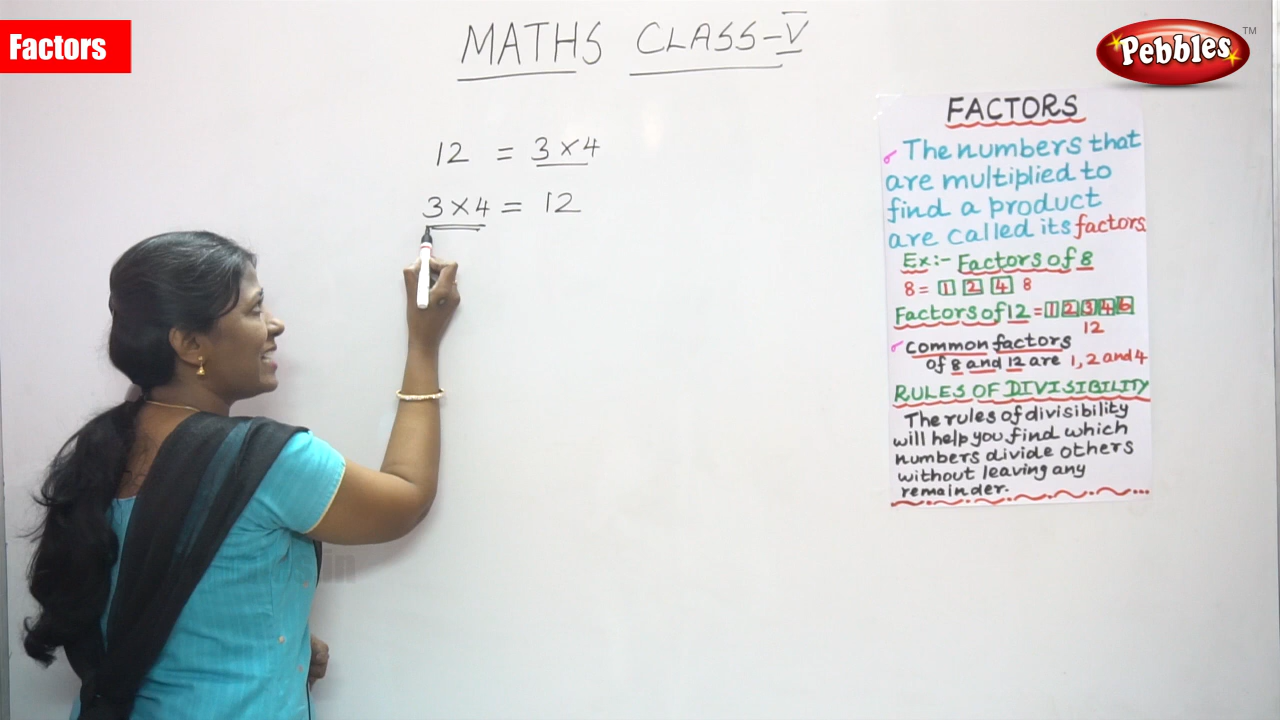 Factors
MATHS CLASS-V
Pebbles
TM
12 = 3×4
3×4 = 12
FACTORS
The numbers that
are multiplied to
find a product
are called its factors
Ex:- Factors of 8
8 = 1 2 4 8
Factors of 12 = 1 2 3 4 6
12
Common factors
of 8 and 12 are 1, 2 and 4
RULES OF DIVISIBILITY
The rules of divisibility
will help you find which
numbers divide others
without leaving any
remainder.
in